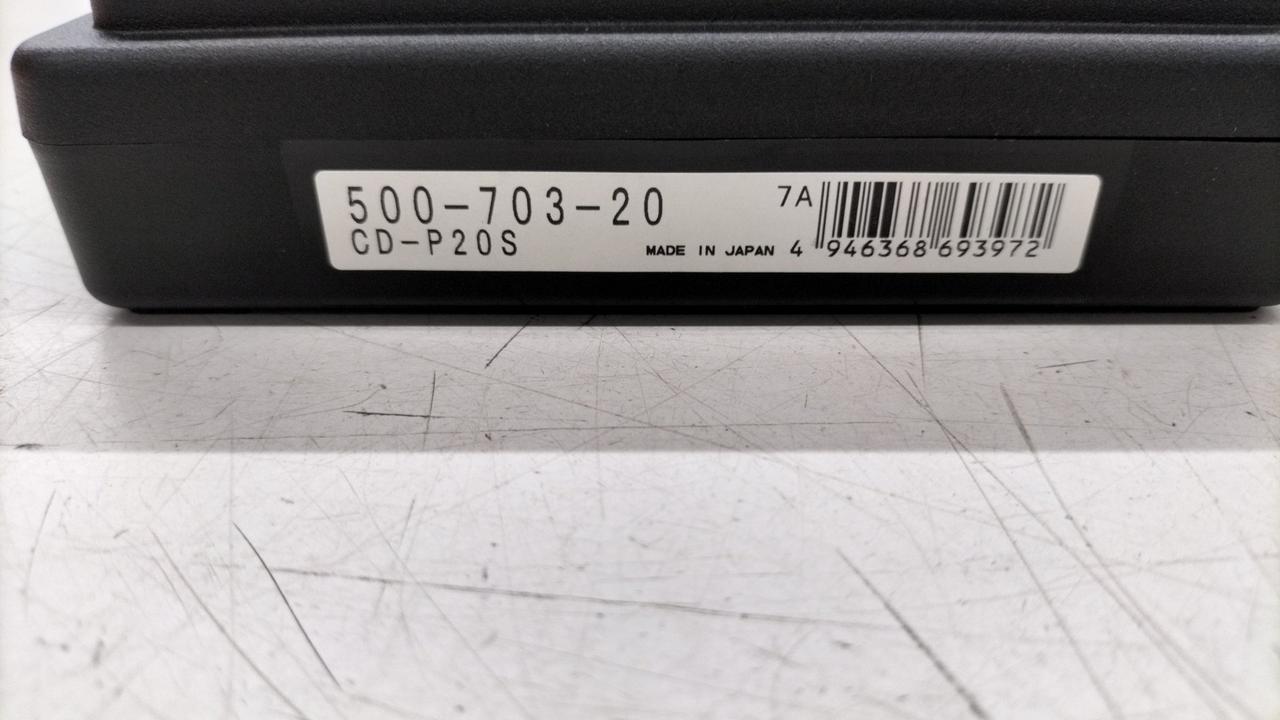 500-703-20
CD-P20S
7A
MADE IN JAPAN
4 946368 693972